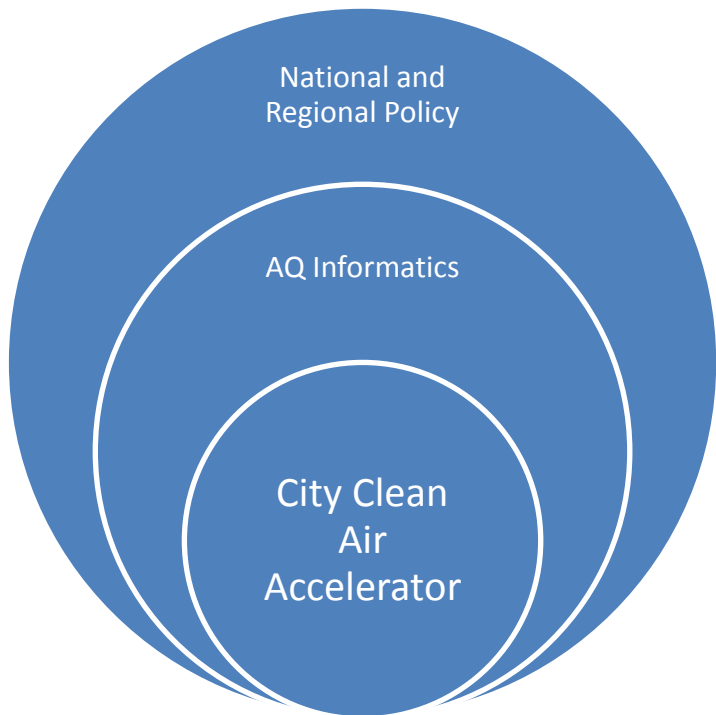 National and
Regional Policy
AQ Informatics
City Clean
Air
Accelerator